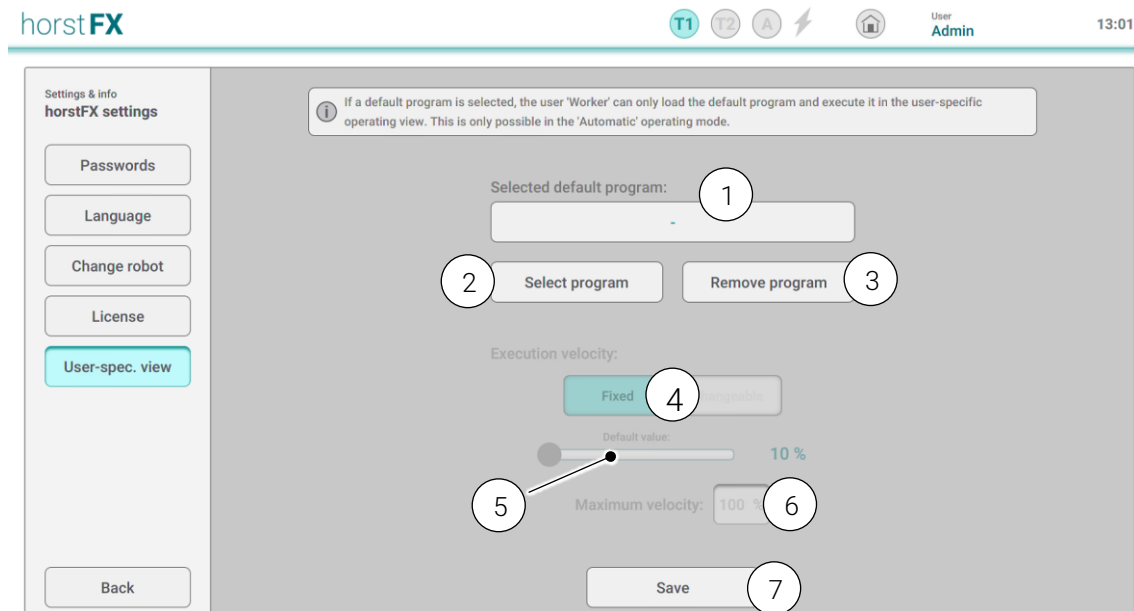 horstFX
T1 T2 A
User
Admin
13:01
Settings & info
horstFX settings
Passwords
Language
Change robot
License
User-spec. view
Back
If a default program is selected, the user 'Worker' can only load the default program and execute it in the user-specific
operating view. This is only possible in the 'Automatic' operating mode.
Selected default program:
1
-
2
Select program
Remove program
3
Execution velocity:
Fixed
4
Default value:
10 %
5
Maximum velocity:
100 %
6
Save
7